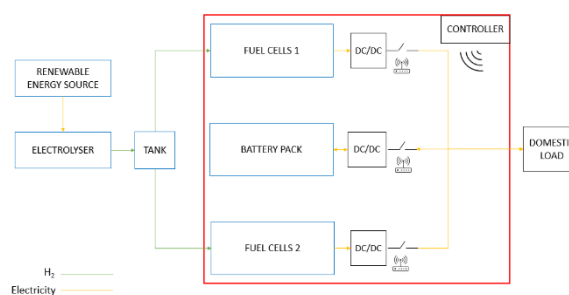 CONTROLLER
FUEL CELLS 1
DC/DC
RENEWABLE
ENERGY SOURCE
ELECTROLYSER
TANK
BATTERY PACK
DC/DC
DOMESTI
LOAD
FUEL CELLS 2
DC/DC
H2
Electricity